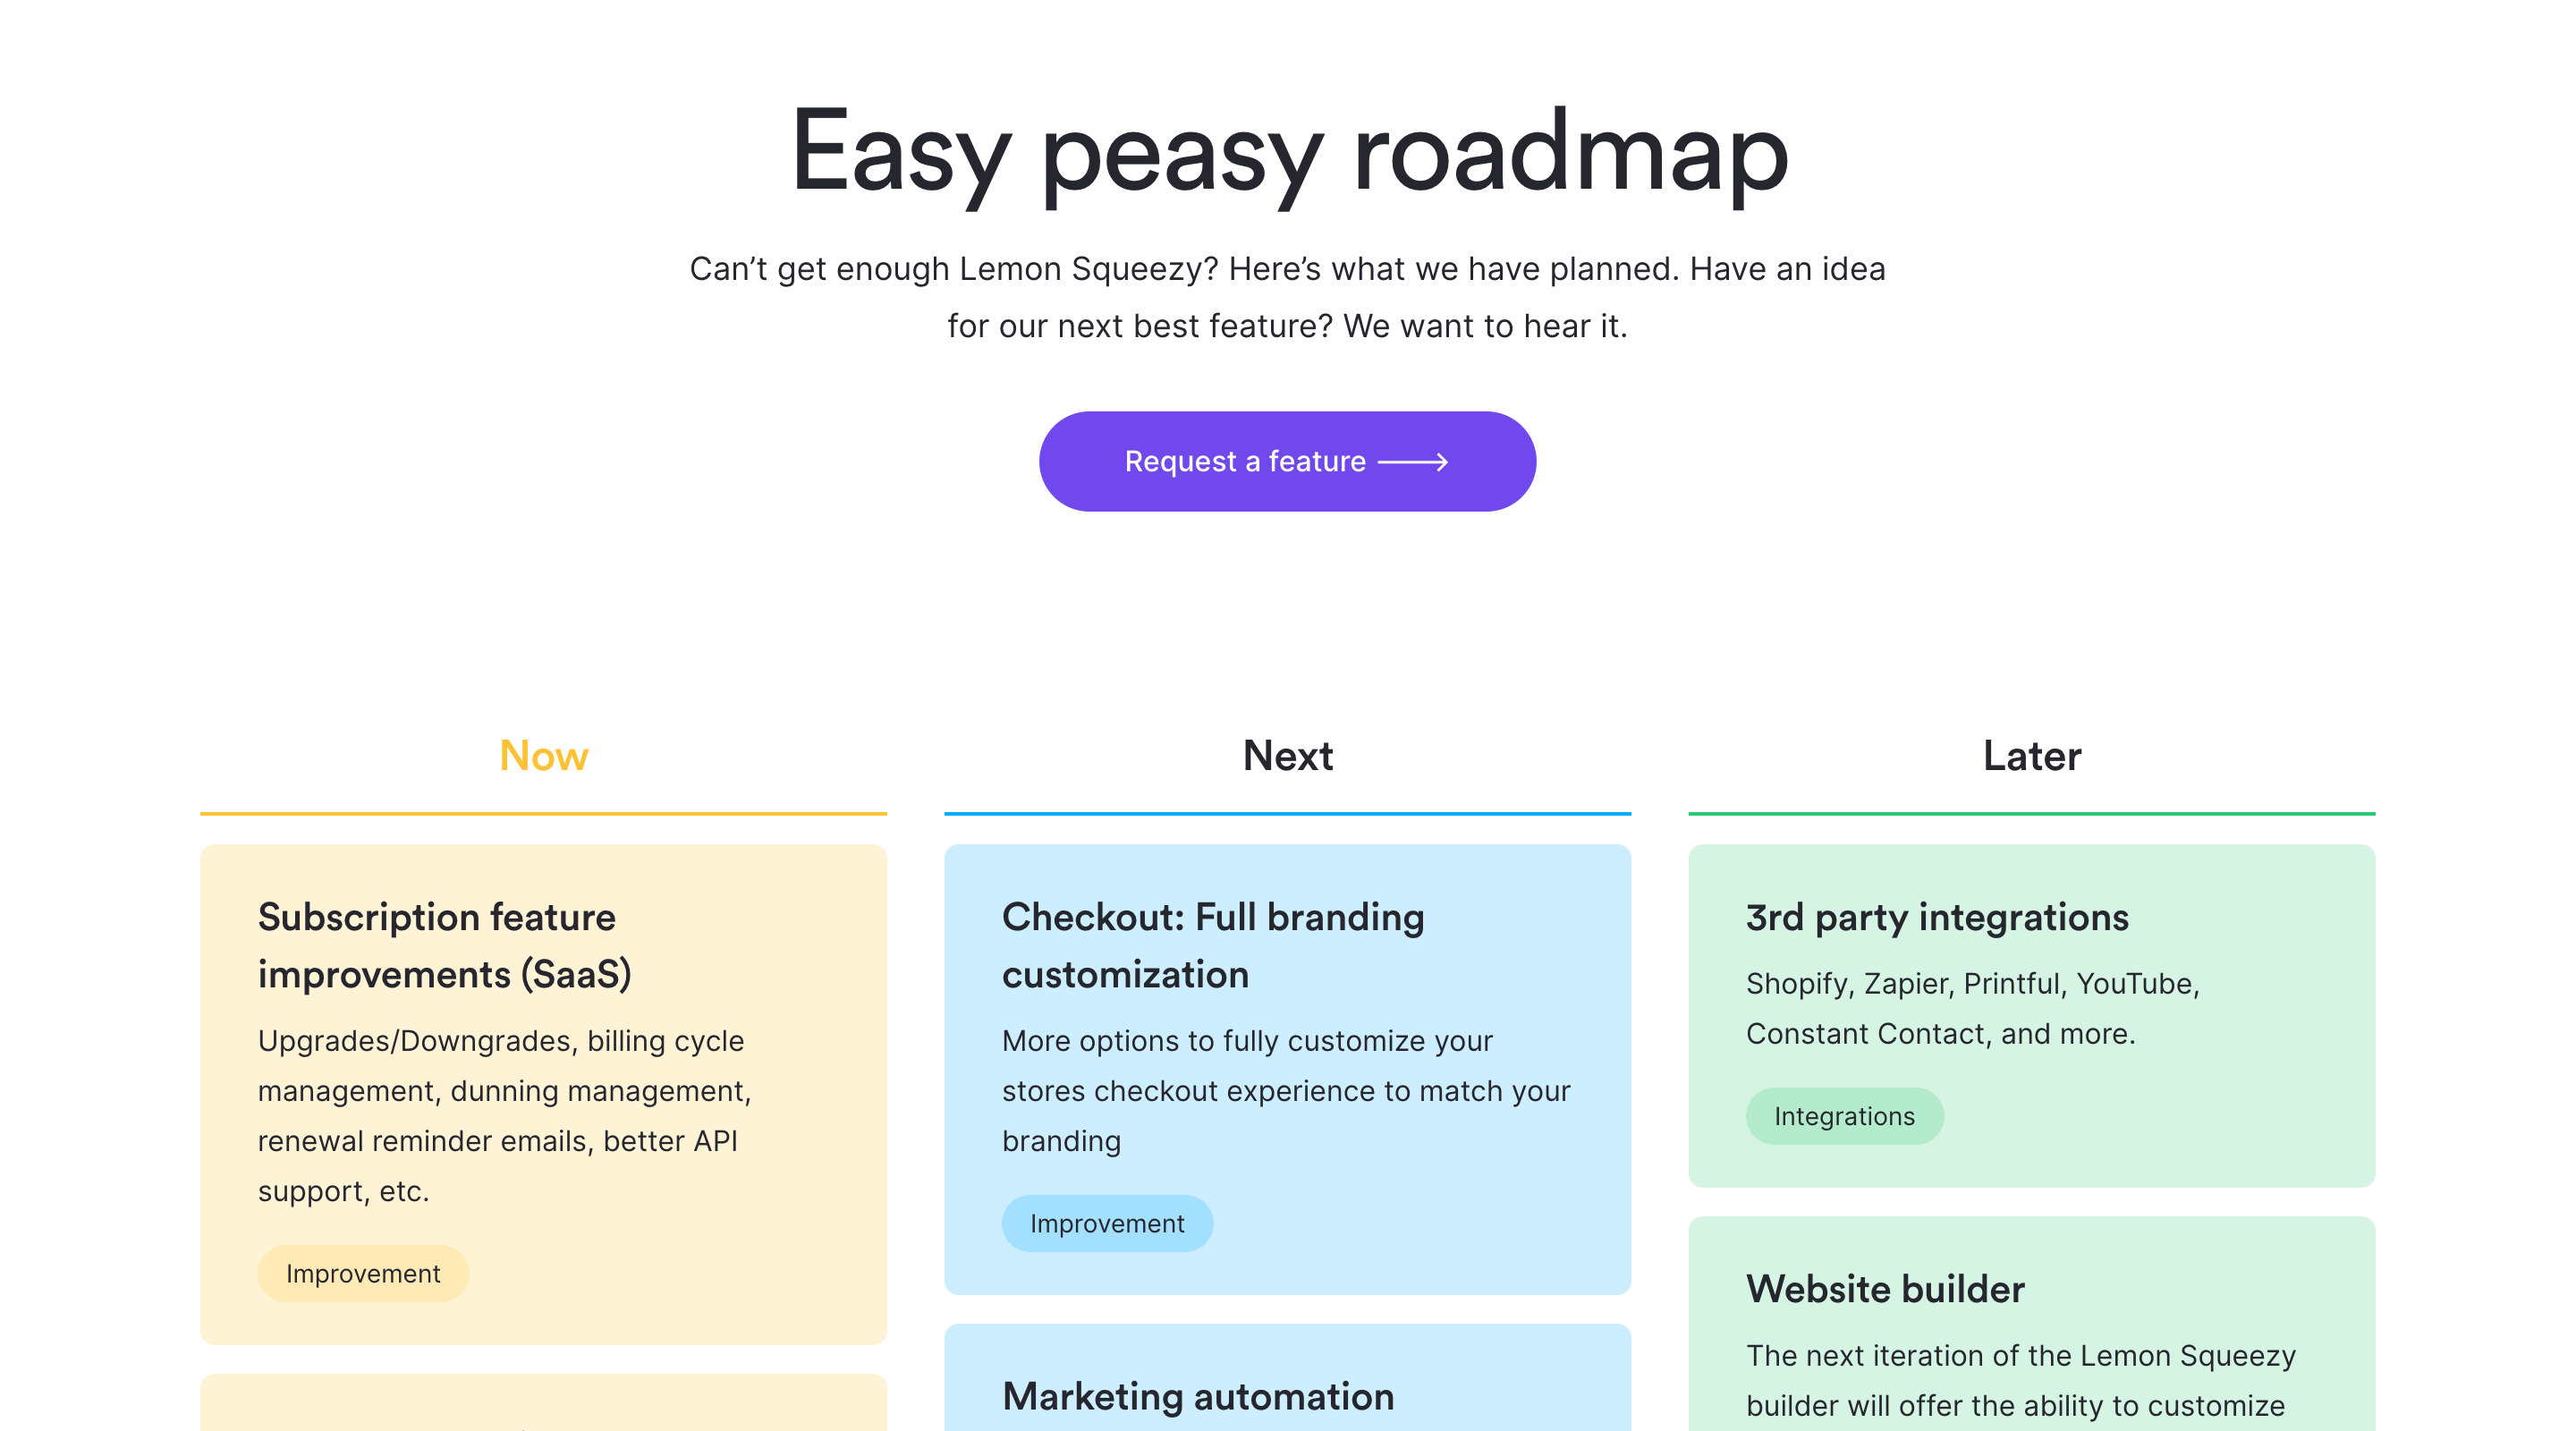 Easy peasy roadmap
Can’t get enough Lemon Squeezy? Here’s what we have planned. Have an idea
for our next best feature? We want to hear it.
Request a feature
Now
Subscription feature
improvements (SaaS)
Upgrades/Downgrades, billing cycle
management, dunning management,
renewal reminder emails, better API
support, etc.
Improvement
Next
Checkout: Full branding
customization
More options to fully customize your
stores checkout experience to match your
branding
Improvement
Marketing automation
Later
3rd party integrations
Shopify, Zapier, Printful, YouTube,
Constant Contact, and more.
Integrations
Website builder
The next iteration of the Lemon Squeezy
builder will offer the ability to customize